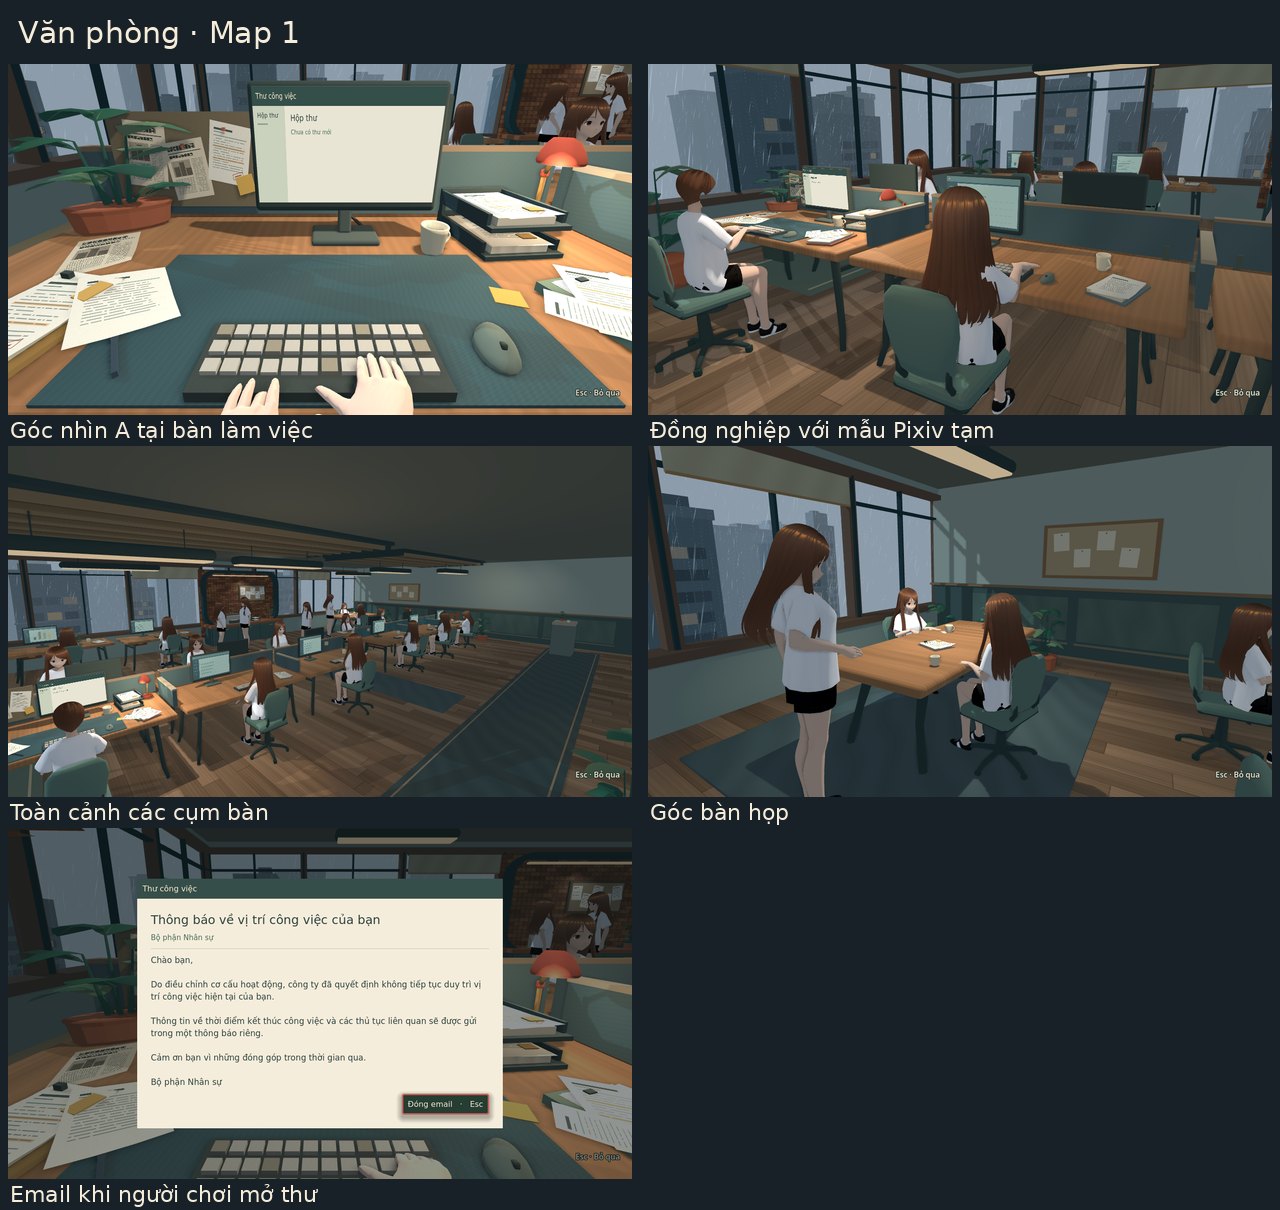 Văn phòng · Map 1
Thư công việc
Hộp thư
Hộp thư
Chưa có thư mới
Esc · Bỏ qua
Esc · Bỏ qua
Góc nhìn A tại bàn làm việc
Đồng nghiệp với mẫu Pixiv tạm
Esc · Bỏ qua
Esc · Bỏ qua
Toàn cảnh các cụm bàn
Góc bàn họp
Thư công việc
Thông báo về vị trí công việc của bạn
Bộ phận Nhân sự
Chào bạn,
Do điều chỉnh cơ cấu hoạt động, công ty đã quyết định không tiếp tục duy trì vị
trí công việc hiện tại của bạn.
Thông tin về thời điểm kết thúc công việc và các thủ tục liên quan sẽ được gửi
trong một thông báo riêng.
Cảm ơn bạn vì những đóng góp trong thời gian qua.
Bộ phận Nhân sự
Đóng email · Esc
Esc · Bỏ qua
Email khi người chơi mở thư